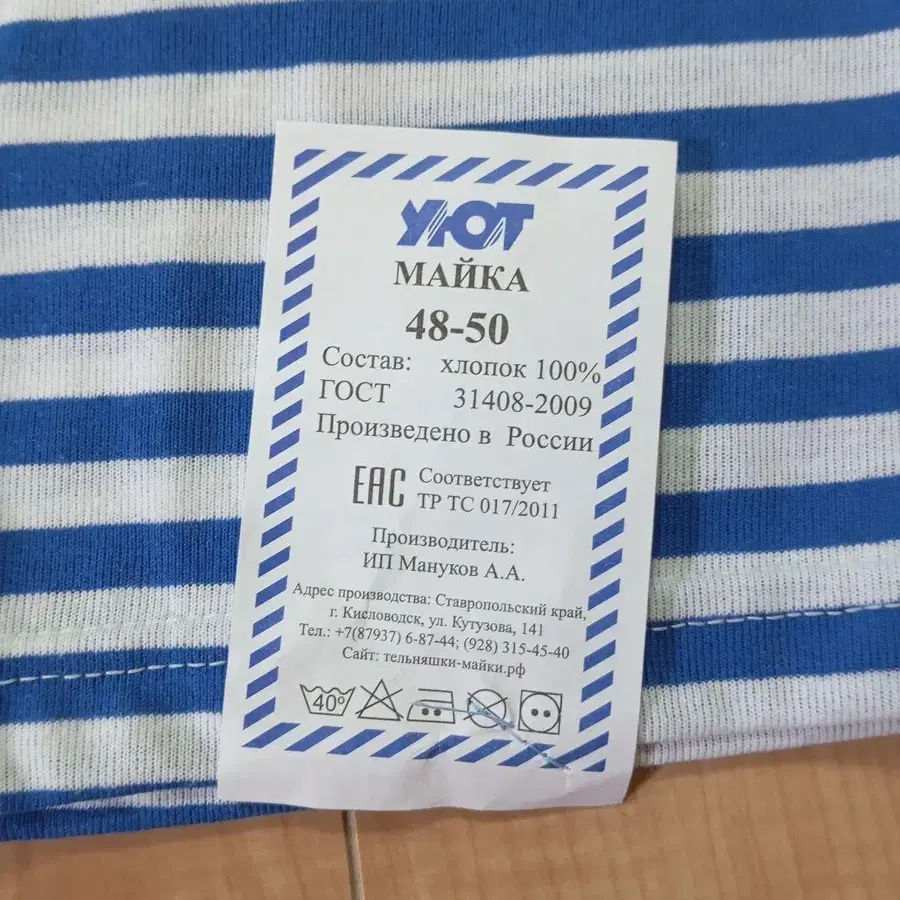 УЮТ
МАЙКА
48-50
Состав: хлопок 100%
ГОСТ 31408-2009
Произведено в России
ЕАС Соответствует
ТР ТС 017/2011
Производитель:
ИП Мануков А.А.
Адрес производства: Ставропольский край,
г. Кисловодск, ул. Кутузова, 141
Тел.: +7(87937) 6-87-44; (928) 315-45-40
Сайт: тельняшки-майки.рф
40°